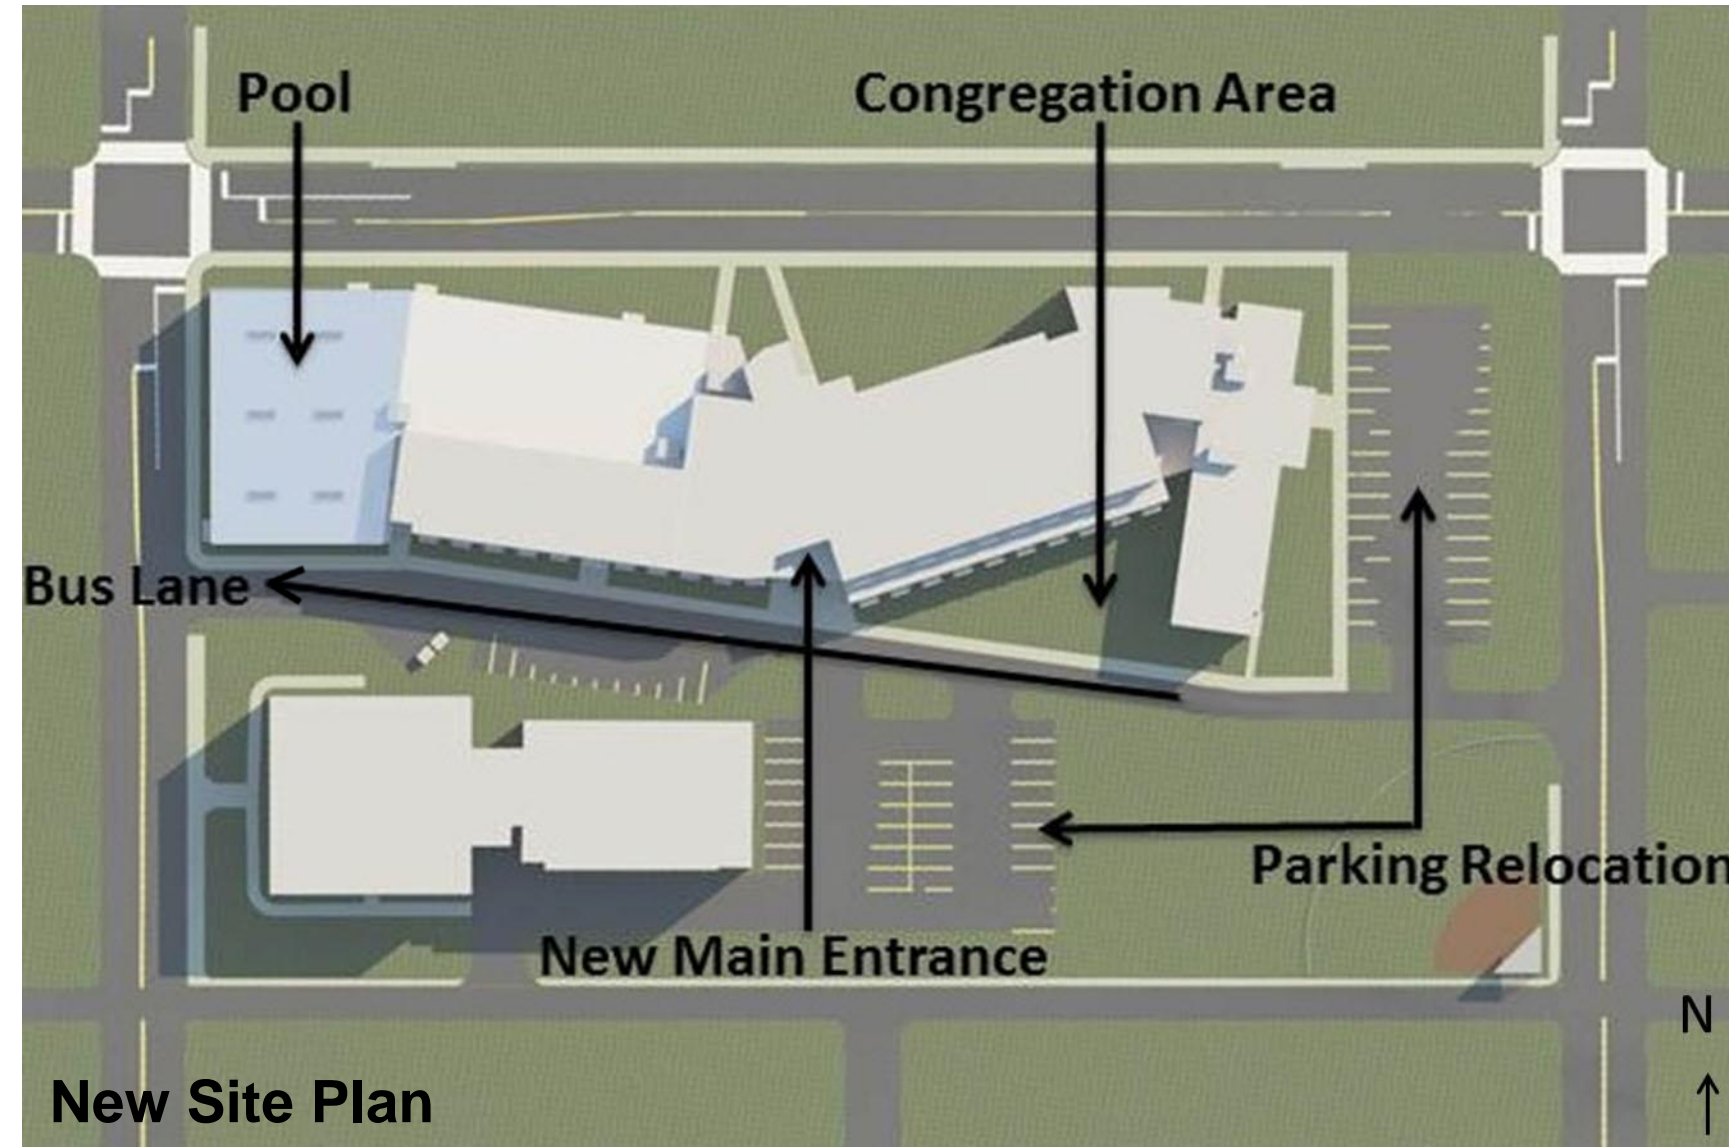 Pool
Congregation Area
Bus Lane
Parking Relocation
New Main Entrance
N
New Site Plan